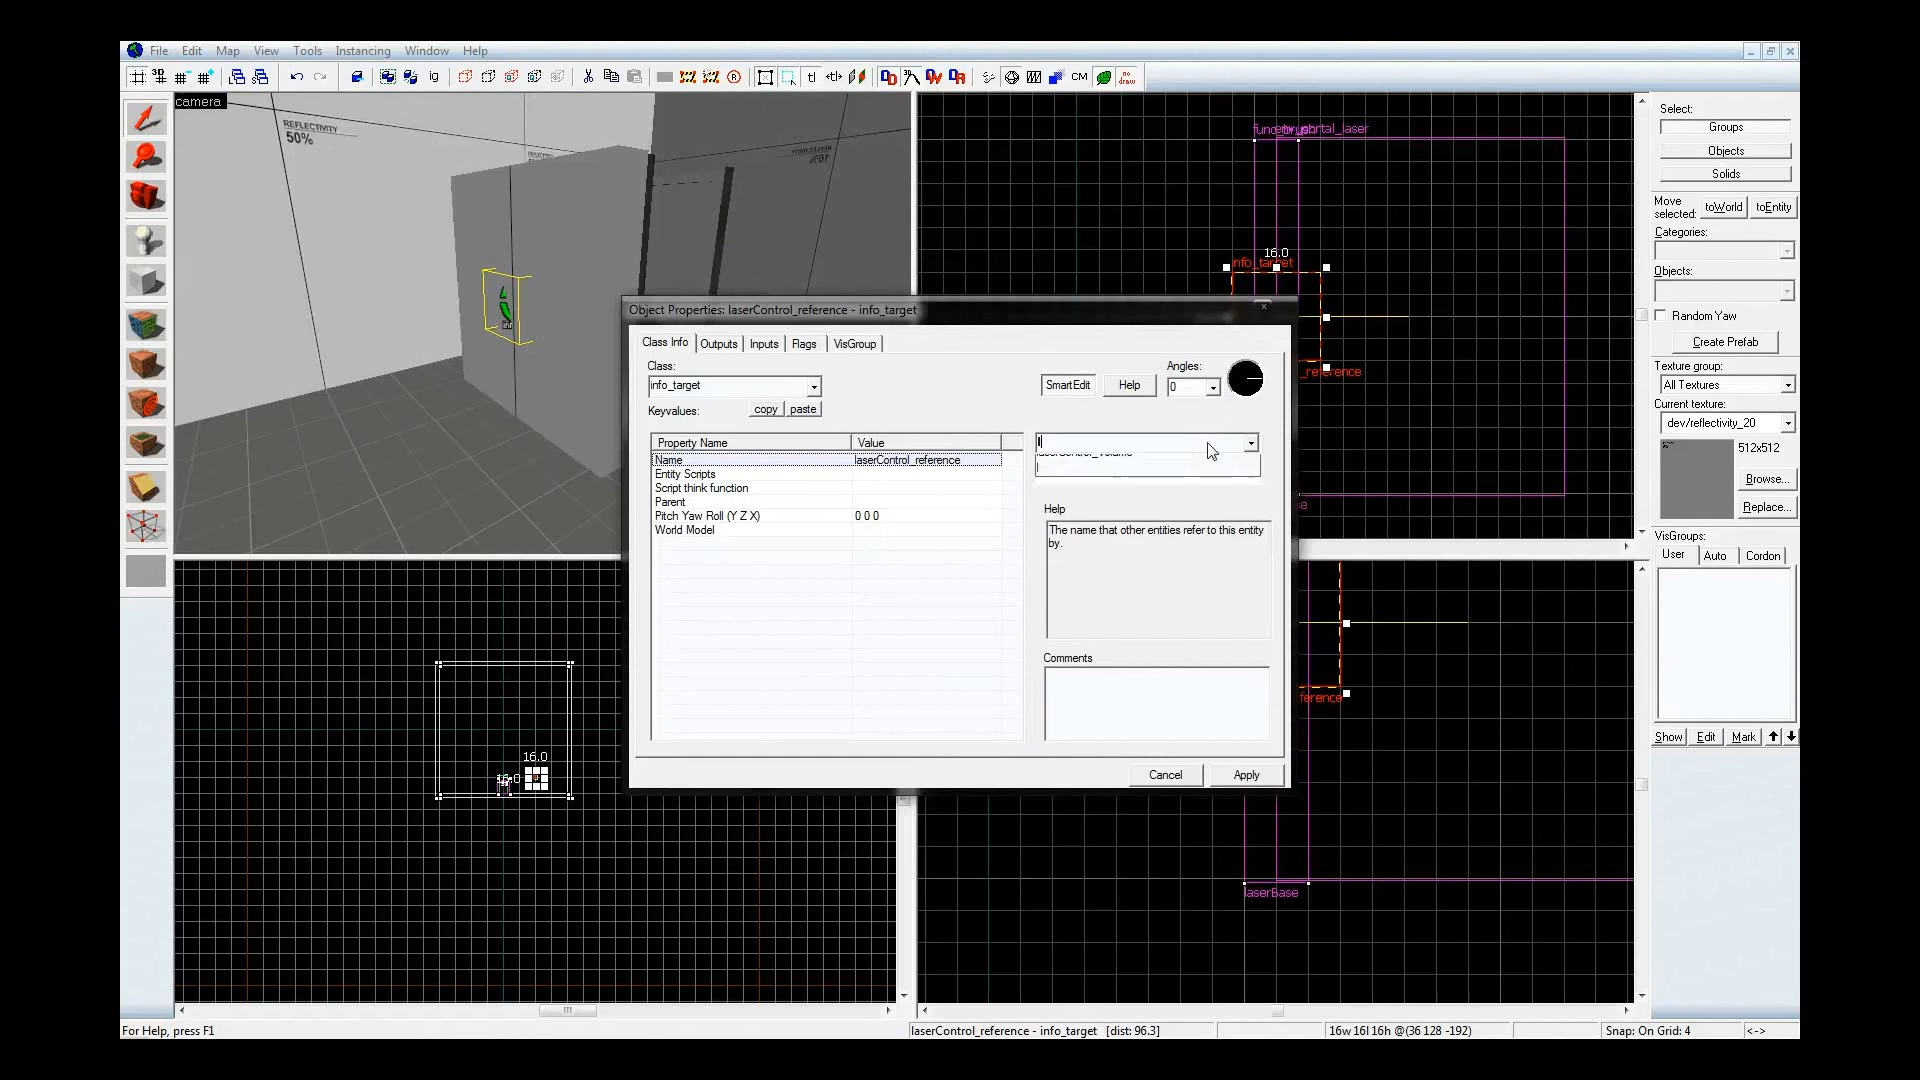 File Edit Map View Tools Instancing Window Help
camera
REFLECTIVITY
50%
func_brush
16.0
info_target
_reference
Object Properties: laserControl_reference - info_target
Class Info Outputs Inputs Flags VisGroup
Class:
info_target
SmartEdit
Help
Angles:
0
Keyvalues:
copy
paste
Property Name Value
Name laserControl_reference
Entity Scripts
Script think function
Parent
Pitch Yaw Roll (Y Z X) 0 0 0
World Model
l
l
Help
The name that other entities refer to this entity
by.
Comments
Cancel
Apply
16.0
ference
laserBase
Select:
Groups
Objects
Solids
Move
selected:
toWorld
toEntity
Categories:
Objects:
Random Yaw
Create Prefab
Texture group:
All Textures
Current texture:
dev/reflectivity_20
512x512
Browse...
Replace...
VisGroups:
User Auto Cordon
Show Edit Mark
For Help, press F1
laserControl_reference - info_target [dist: 96.3]
16w 16l 16h @(36 128 -192)
Snap: On Grid: 4
<->